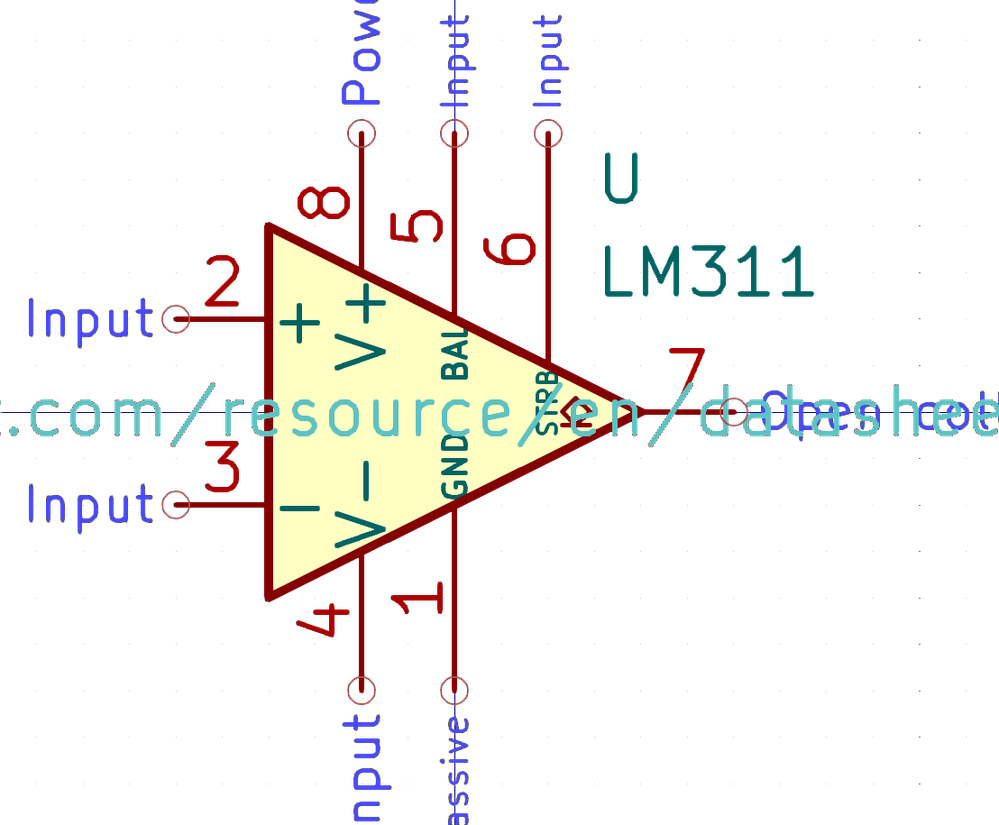 Powe
Input
Input
U
8
5
6
LM311
2
Input
+
V+
BAL
7
STRB
t.com/resource/en/datashee
Open coll
3
Input
-
V-
GND
4
1
nput
assive